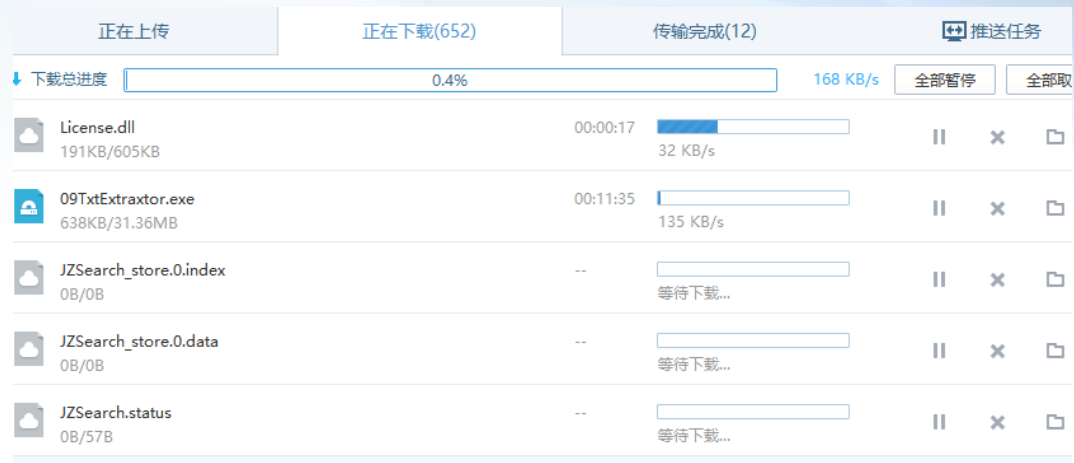 正在上传 正在下载(652) 传输完成(12) 推送任务
下载总进度 0.4% 168 KB/s 全部暂停 全部取
License.dll 00:00:17
191KB/605KB 32 KB/s
09TxtExtraxtor.exe 00:11:35
638KB/31.36MB 135 KB/s
JZSearch_store.0.index --
0B/0B 等待下载...
JZSearch_store.0.data --
0B/0B 等待下载...
JZSearch.status --
0B/57B 等待下载...